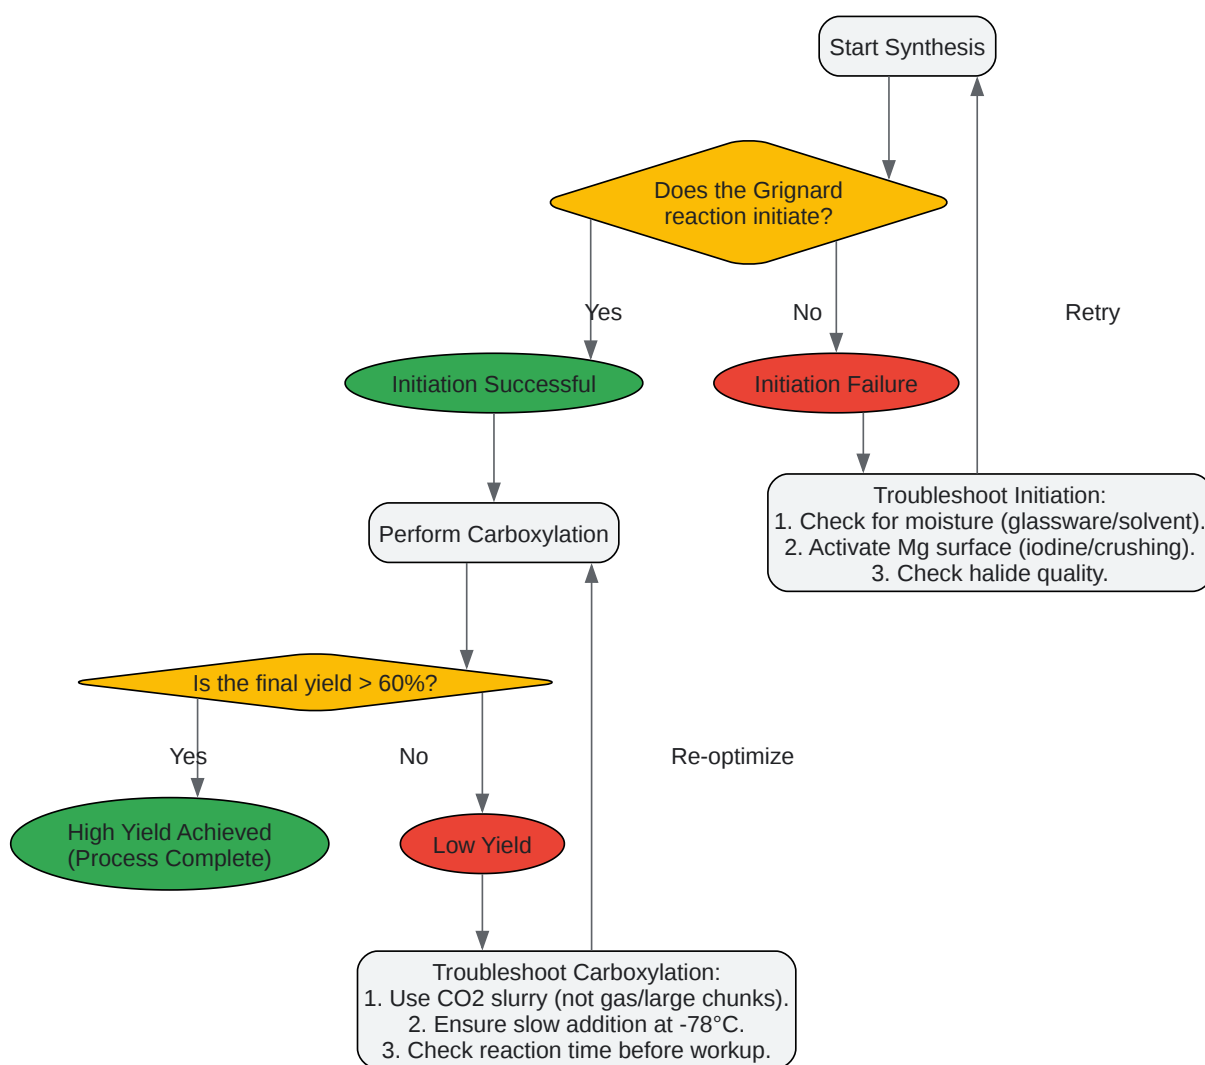 Start Synthesis
Does the Grignard
reaction initiate?
Yes
No
Retry
Initiation Successful
Initiation Failure
Troubleshoot Initiation:
1. Check for moisture (glassware/solvent).
2. Activate Mg surface (iodine/crushing).
3. Check halide quality.
Perform Carboxylation
Is the final yield > 60%?
Yes
No
Re-optimize
High Yield Achieved
(Process Complete)
Low Yield
Troubleshoot Carboxylation:
1. Use CO2 slurry (not gas/large chunks).
2. Ensure slow addition at -78°C.
3. Check reaction time before workup.